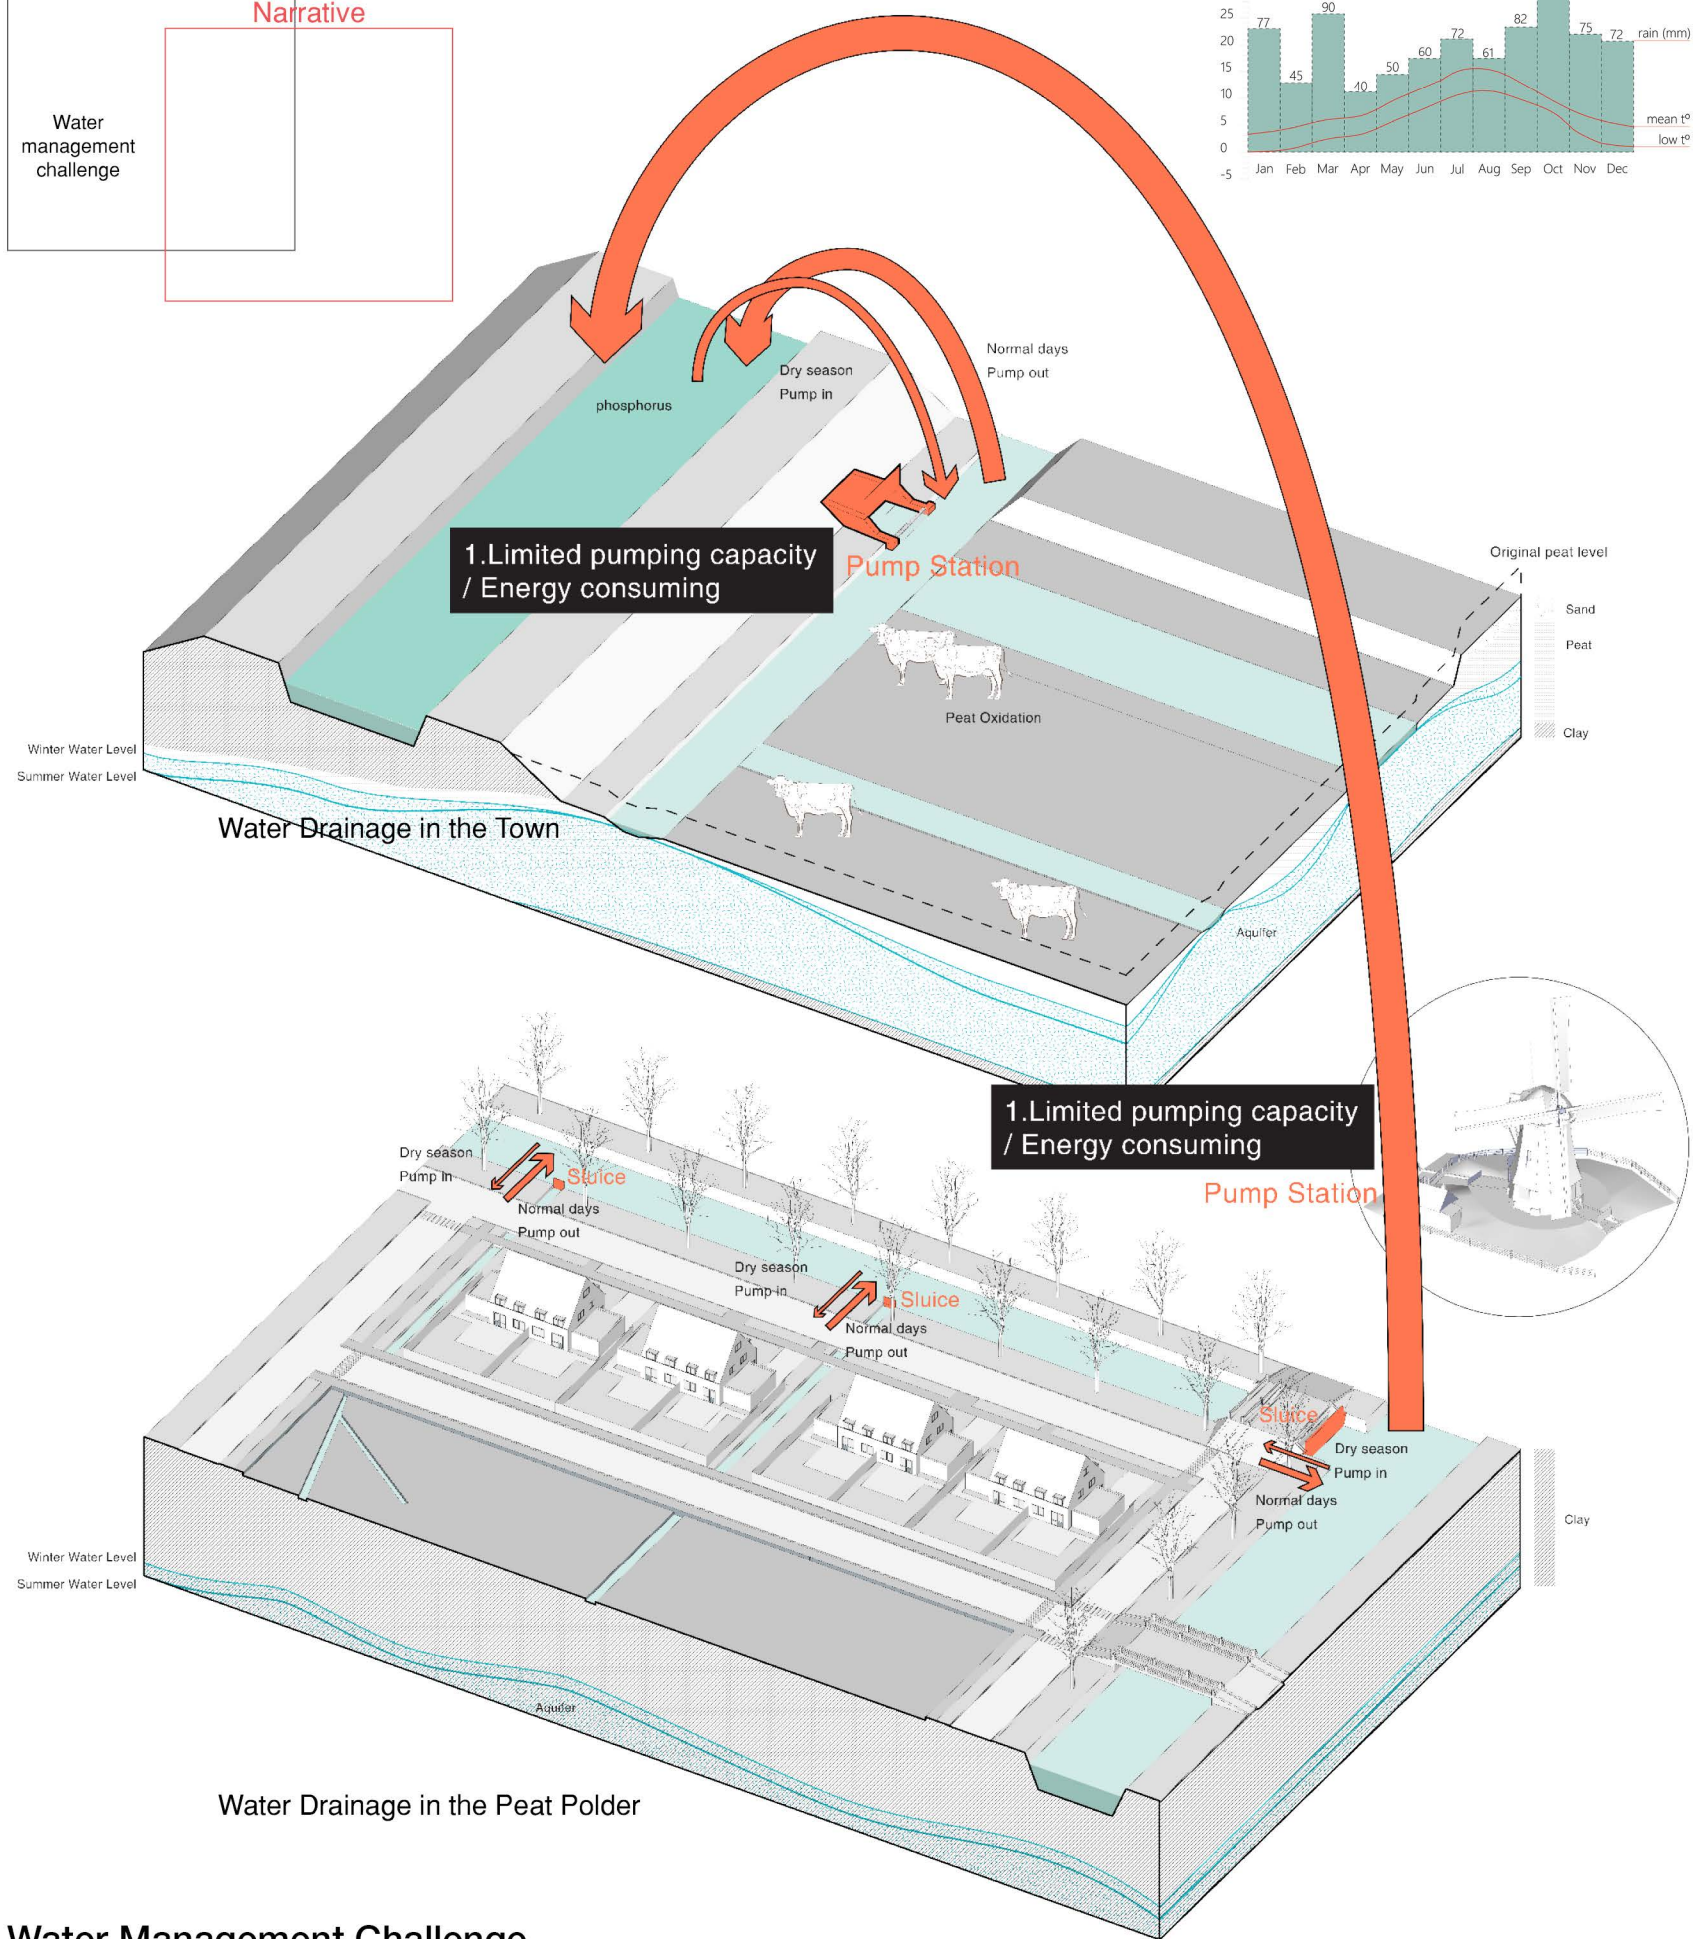 Narrative
Water
management
challenge
25
20
15
10
5
0
-5
77
45
90
40
50
60
72
61
82
75
72
rain (mm)
mean tº
low tº
Jan Feb Mar Apr May Jun Jul Aug Sep Oct Nov Dec
Normal days
Pump out
Dry season
Pump in
phosphorus
1.Limited pumping capacity
/ Energy consuming
Pump Station
Original peat level
Sand
Peat
Clay
Peat Oxidation
Winter Water Level
Summer Water Level
Water Drainage in the Town
Aquifer
1.Limited pumping capacity
/ Energy consuming
Pump Station
Dry season
Pump in
Sluice
Normal days
Pump out
Dry season
Pump in
Sluice
Normal days
Pump out
Sluice
Dry season
Pump in
Normal days
Pump out
Clay
Winter Water Level
Summer Water Level
Aquifer
Water Drainage in the Peat Polder
Water Management Challenge